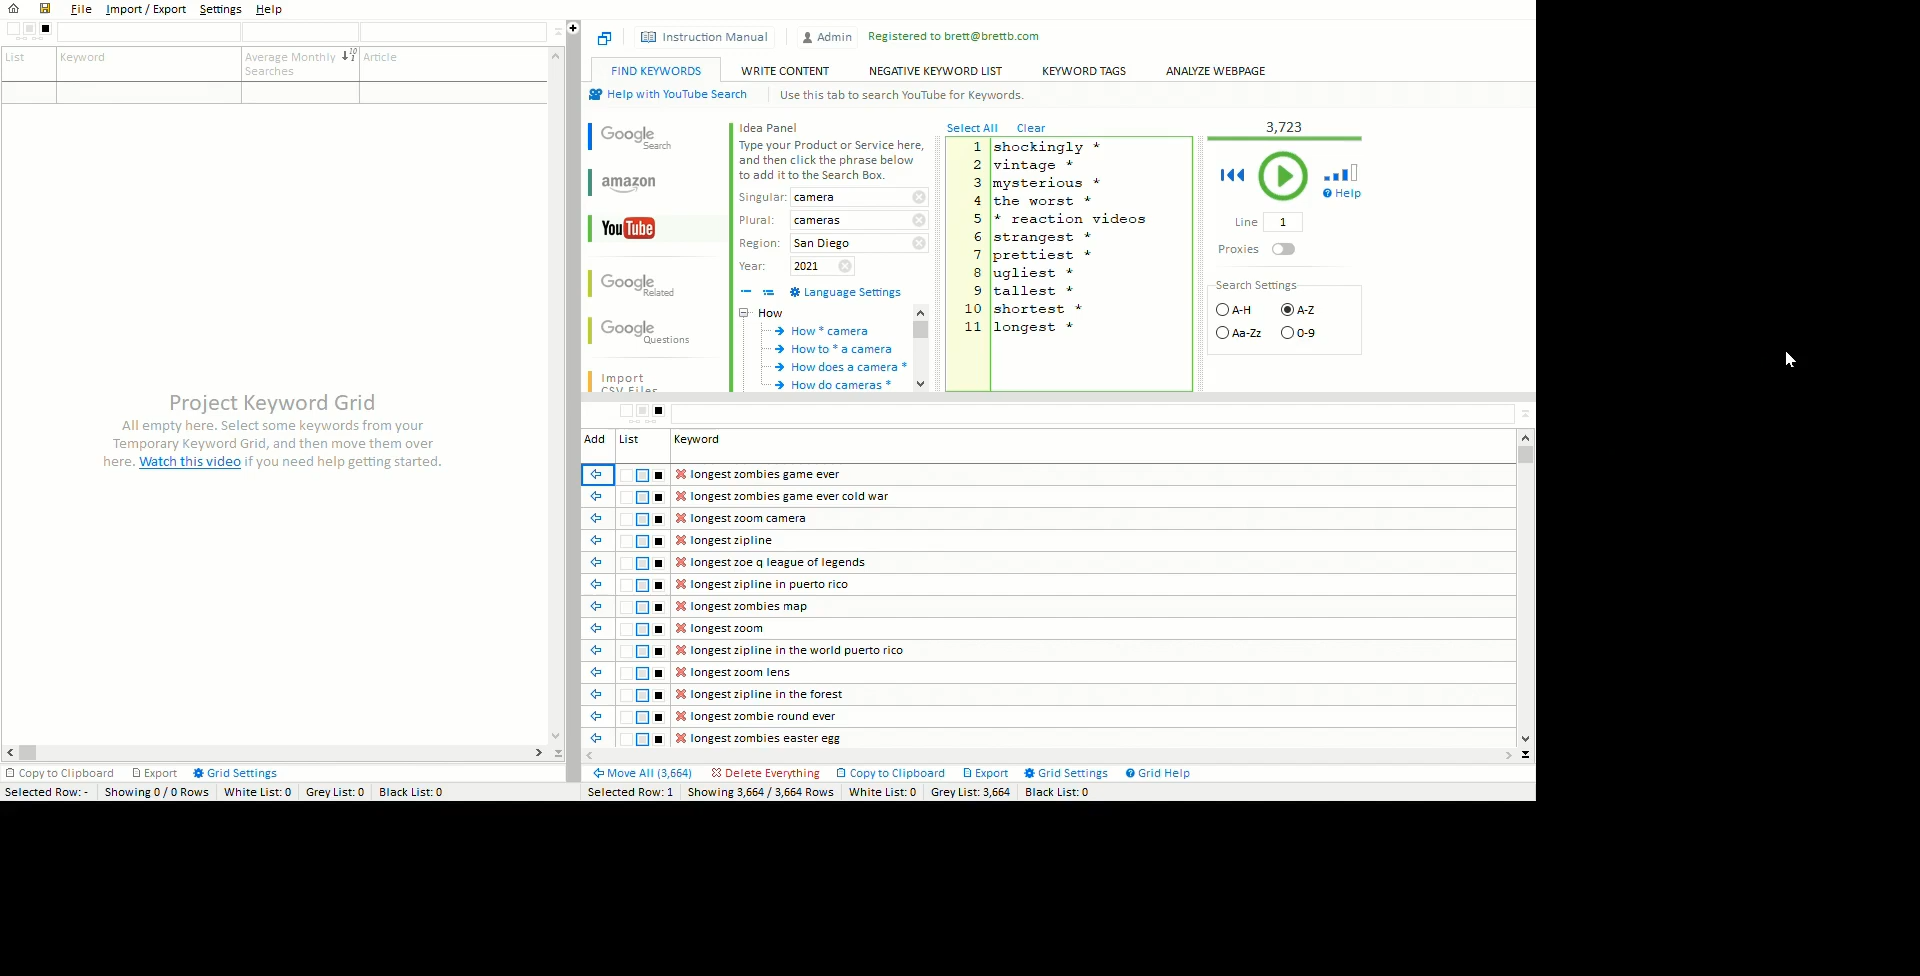 File Import / Export Settings Help
List Keyword Average Monthly Searches Article
Project Keyword Grid
All empty here. Select some keywords from your
Temporary Keyword Grid, and then move them over
here. Watch this video if you need help getting started.
Copy to Clipboard Export Grid Settings
Selected Row: - Showing 0 / 0 Rows White List: 0 Grey List: 0 Black List: 0
Instruction Manual Admin Registered to brett@brettb.com
FIND KEYWORDS WRITE CONTENT NEGATIVE KEYWORD LIST KEYWORD TAGS ANALYZE WEBPAGE
Help with YouTube Search Use this tab to search YouTube for Keywords.
Google Search
amazon
YouTube
Google Related
Google Questions
Import
CSV Files
Idea Panel
Type your Product or Service here,
and then click the phrase below
to add it to the Search Box.
Singular: camera
Plural: cameras
Region: San Diego
Year: 2021
Language Settings
How
How * camera
How to * a camera
How does a camera *
How do cameras *
Select All Clear
1 shockingly *
2 vintage *
3 mysterious *
4 the worst *
5 * reaction videos
6 strangest *
7 prettiest *
8 ugliest *
9 tallest *
10 shortest *
11 longest *
3,723
Help
Line 1
Proxies
Search Settings
A-H A-Z
Aa-Zz 0-9
Add List Keyword
longest zombies game ever
longest zombies game ever cold war
longest zoom camera
longest zipline
longest zoe q league of legends
longest zipline in puerto rico
longest zombies map
longest zoom
longest zipline in the world puerto rico
longest zoom lens
longest zipline in the forest
longest zombie round ever
longest zombies easter egg
Move All (3,664) Delete Everything Copy to Clipboard Export Grid Settings Grid Help
Selected Row: 1 Showing 3,664 / 3,664 Rows White List: 0 Grey List: 3,664 Black List: 0